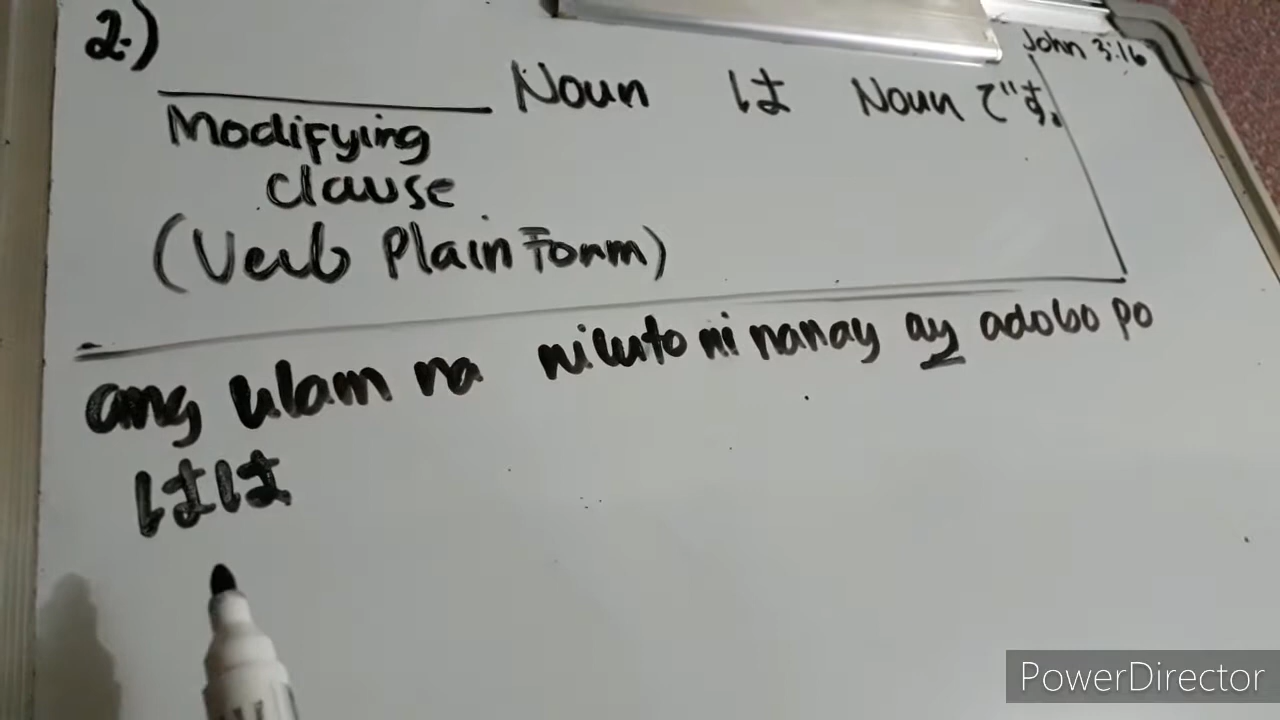 John 3:16
2.)
Noun は Noun です。
Modifying
clause
(Verb Plain Form)
ang ulam na niluto ni nanay ay adobo po
はは
PowerDirector